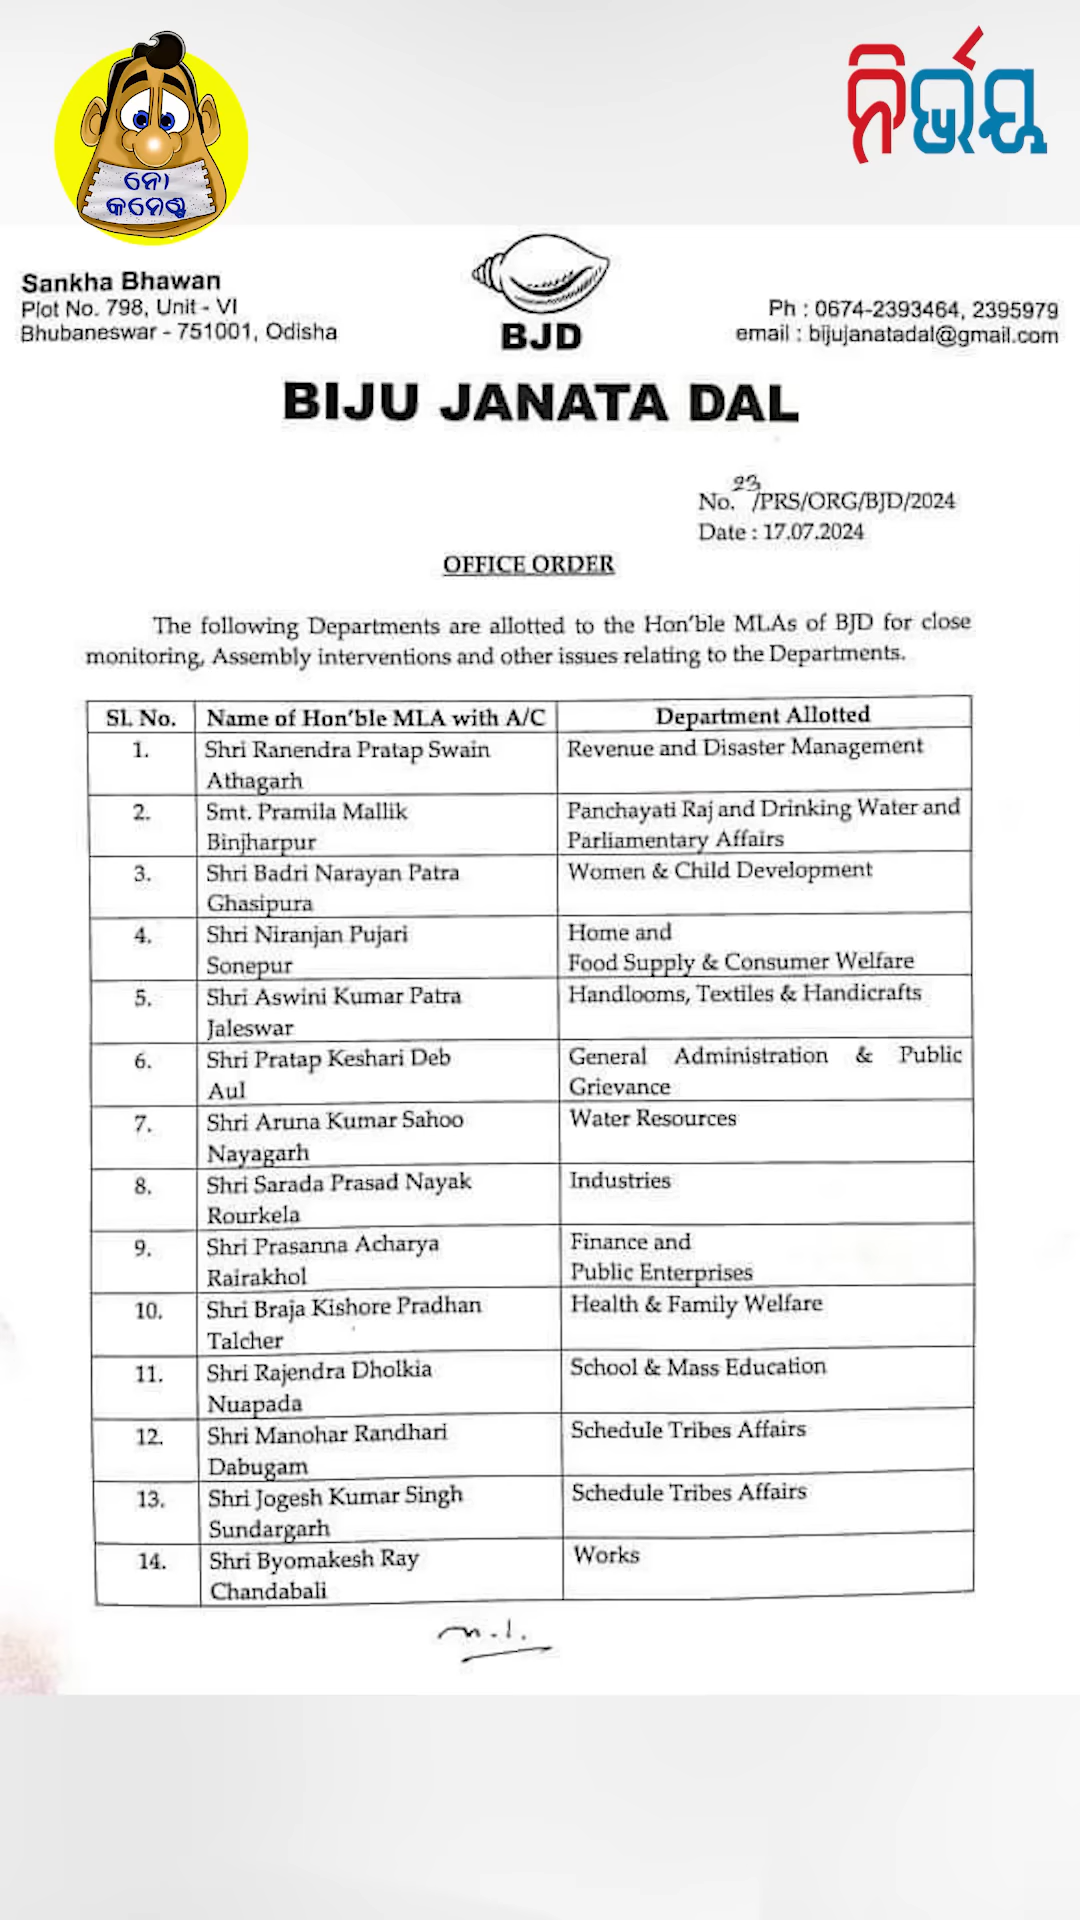 ନୋ
କମେଣ୍ଟ
ନିର୍ଭୟ
Sankha Bhawan
Plot No. 798, Unit - VI
Bhubaneswar - 751001, Odisha
BJD
Ph : 0674-2393464, 2395979
email : bijujanatadal@gmail.com
BIJU JANATA DAL
No. 23/PRS/ORG/BJD/2024
Date : 17.07.2024
OFFICE ORDER
The following Departments are allotted to the Hon'ble MLAs of BJD for close
monitoring, Assembly interventions and other issues relating to the Departments.
Sl. No. Name of Hon'ble MLA with A/C Department Allotted
1. Shri Ranendra Pratap Swain Revenue and Disaster Management
Athagarh
2. Smt. Pramila Mallik Panchayati Raj and Drinking Water and
Binjharpur Parliamentary Affairs
3. Shri Badri Narayan Patra Women & Child Development
Ghasipura
4. Shri Niranjan Pujari Home and
Sonepur Food Supply & Consumer Welfare
5. Shri Aswini Kumar Patra Handlooms, Textiles & Handicrafts
Jaleswar
6. Shri Pratap Keshari Deb General Administration & Public
Aul Grievance
7. Shri Aruna Kumar Sahoo Water Resources
Nayagarh
8. Shri Sarada Prasad Nayak Industries
Rourkela
9. Shri Prasanna Acharya Finance and
Rairakhol Public Enterprises
10. Shri Braja Kishore Pradhan Health & Family Welfare
Talcher
11. Shri Rajendra Dholkia School & Mass Education
Nuapada
12. Shri Manohar Randhari Schedule Tribes Affairs
Dabugam
13. Shri Jogesh Kumar Singh Schedule Tribes Affairs
Sundargarh
14. Shri Byomakesh Ray Works
Chandabali